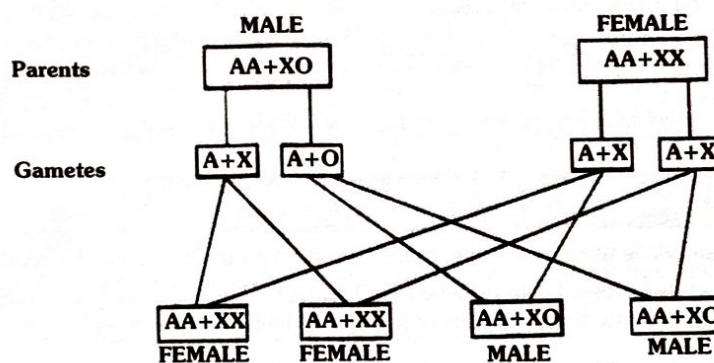 MALE FEMALE
Parents AA+XO AA+XX
Gametes A+X A+O A+X A+X
AA+XX AA+XX AA+XO AA+XO
FEMALE FEMALE MALE MALE